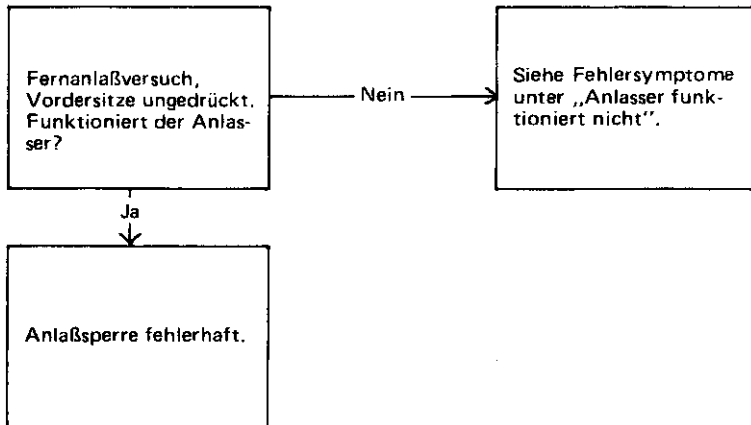 Fernanlaßversuch,
Vordersitze ungedrückt.
Funktioniert der Anlas-
ser?
Nein
Siehe Fehlersymptome
unter „Anlasser funk-
tioniert nicht”.
Ja
Anlaßsperre fehlerhaft.